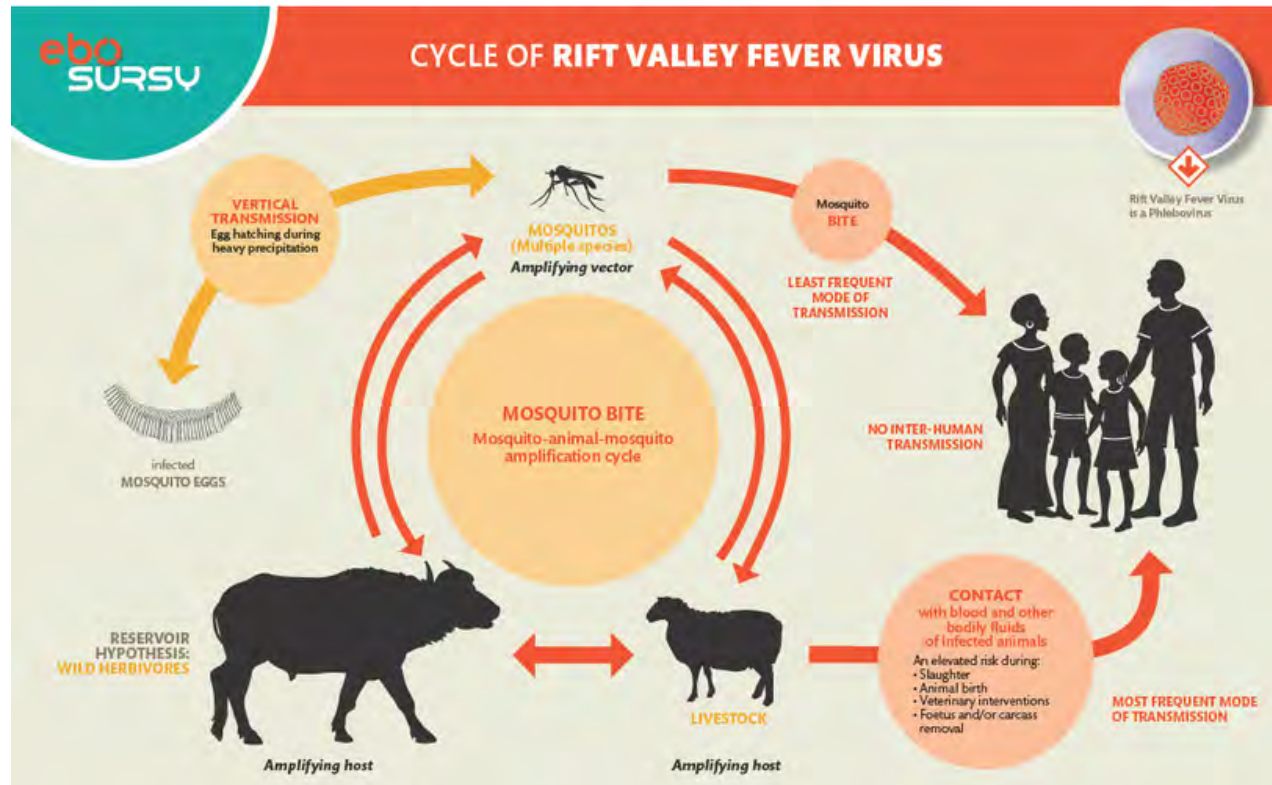 ebo
SURSY
CYCLE OF RIFT VALLEY FEVER VIRUS
Rift Valley Fever Virus
is a Phlebovirus
VERTICAL
TRANSMISSION
Egg hatching during
heavy precipitation
MOSQUITOS
(Multiple species)
Amplifying vector
Mosquito
BITE
LEAST FREQUENT
MODE OF
TRANSMISSION
infected
MOSQUITO EGGS
MOSQUITO BITE
Mosquito-animal-mosquito
amplification cycle
NO INTER-HUMAN
TRANSMISSION
RESERVOIR
HYPOTHESIS:
WILD HERBIVORES
Amplifying host
LIVESTOCK
Amplifying host
CONTACT
with blood and other
bodily fluids
of infected animals
An elevated risk during:
• Slaughter
• Animal birth
• Veterinary interventions
• Foetus and/or carcass
removal
MOST FREQUENT MODE
OF TRANSMISSION